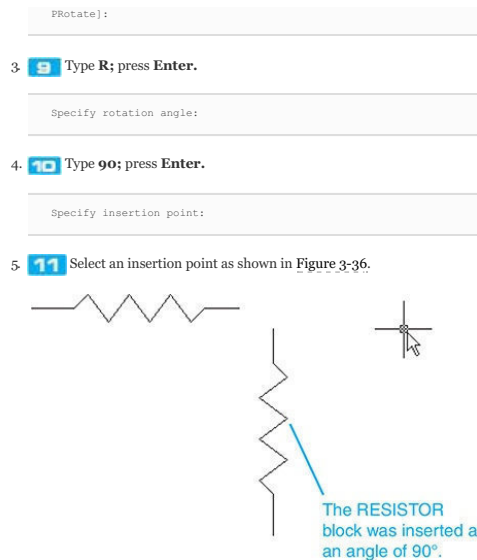 PRotate]:
3. 9 Type R; press Enter.
Specify rotation angle:
4. 10 Type 90; press Enter.
Specify insertion point:
5. 11 Select an insertion point as shown in Figure 3-36.
The RESISTOR
block was inserted a
an angle of 90°.